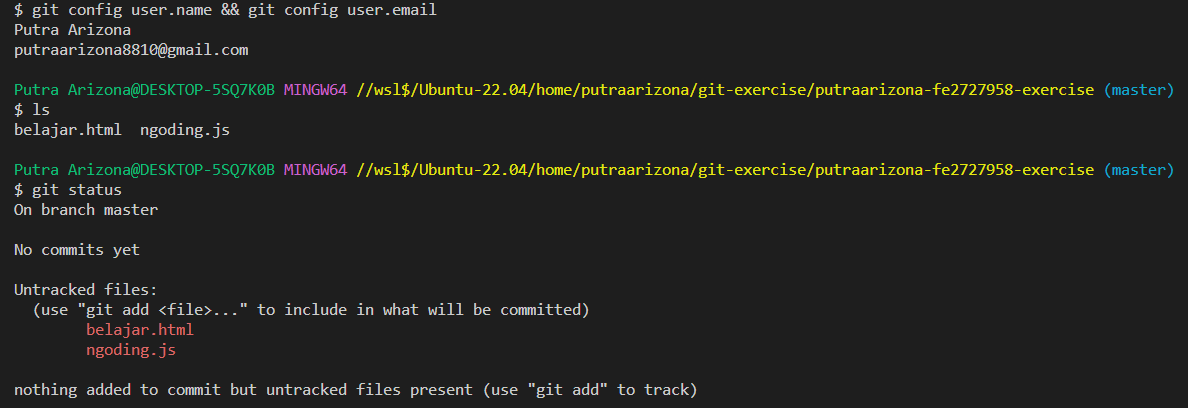 $ git config user.name && git config user.email
Putra Arizona
putraarizona8810@gmail.com
Putra Arizona@DESKTOP-5SQ7K0B MINGW64 //wsl$/Ubuntu-22.04/home/putraarizona/git-exercise/putraarizona-fe2727958-exercise (master)
$ ls
belajar.html  ngoding.js
Putra Arizona@DESKTOP-5SQ7K0B MINGW64 //wsl$/Ubuntu-22.04/home/putraarizona/git-exercise/putraarizona-fe2727958-exercise (master)
$ git status
On branch master
No commits yet
Untracked files:
  (use "git add <file>..." to include in what will be committed)
        belajar.html
        ngoding.js
nothing added to commit but untracked files present (use "git add" to track)